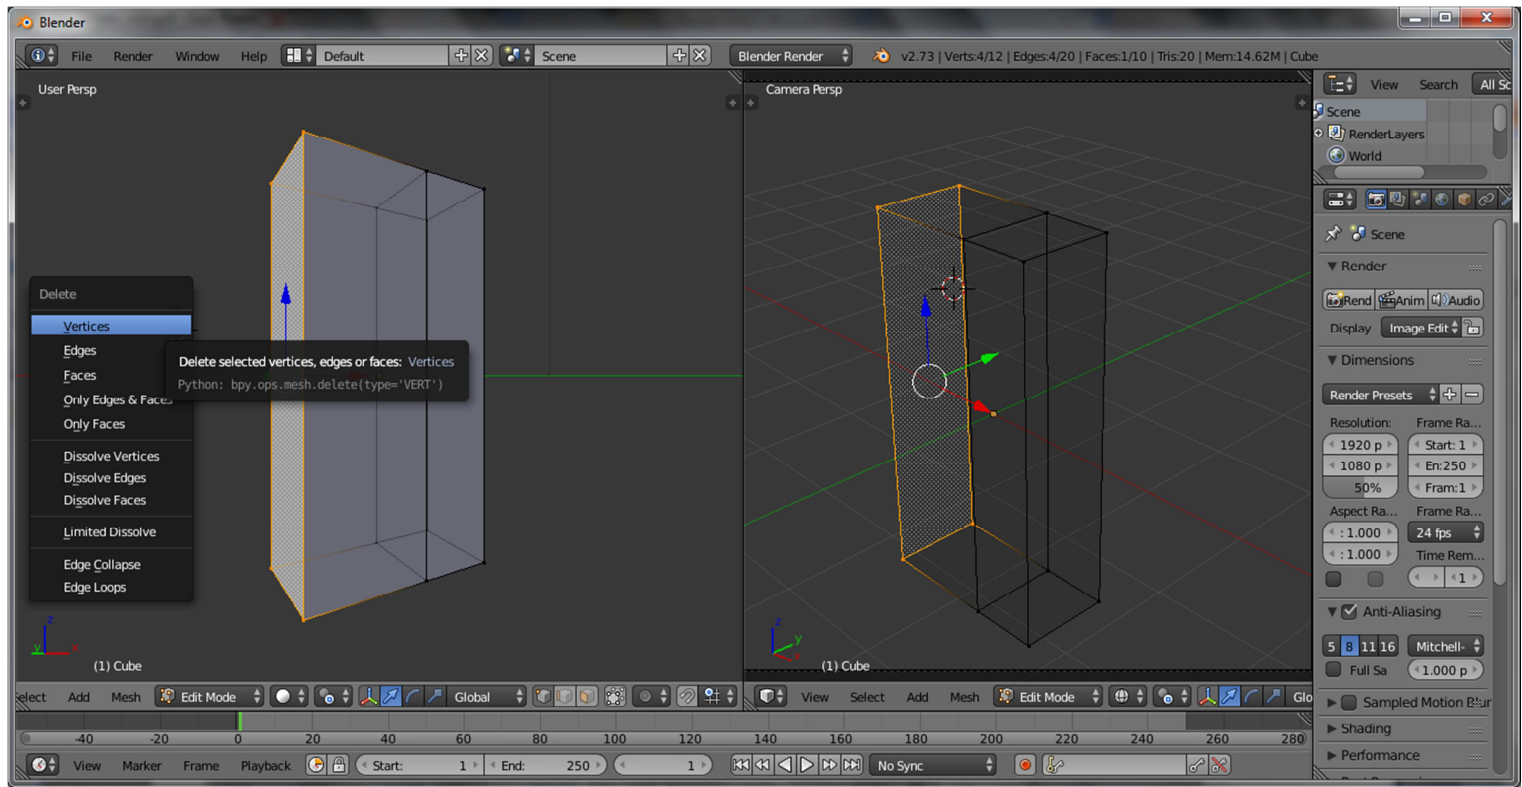 Blender
File Render Window Help Default Scene Blender Render v2.73 | Verts:4/12 | Edges:4/20 | Faces:1/10 | Tris:20 | Mem:14.62M | Cube
User Persp
Camera Persp
View Search All Sc
Scene
RenderLayers
World
Scene
Delete
Vertices
Edges
Faces
Only Edges & Faces
Only Faces
Dissolve Vertices
Dissolve Edges
Dissolve Faces
Limited Dissolve
Edge Collapse
Edge Loops
Delete selected vertices, edges or faces: Vertices
Python: bpy.ops.mesh.delete(type='VERT')
z
y x
(1) Cube
z
y
x
(1) Cube
Render
Rend Anim Audio
Display Image Edit
Dimensions
Render Presets
Resolution: Frame Ra...
1920 p Start: 1
1080 p En:250
50% Fram:1
Aspect Ra... Frame Ra...
: 1.000 24 fps
: 1.000 Time Rem...
1
Anti-Aliasing
5 8 11 16 Mitchell-
Full Sa 1.000 p
Sampled Motion Blur
Shading
Performance
elect Add Mesh Edit Mode Global
View Select Add Mesh Edit Mode Glo
-40 -20 0 20 40 60 80 100 120 140 160 180 200 220 240 260 280
View Marker Frame Playback Start: 1 End: 250 1 No Sync